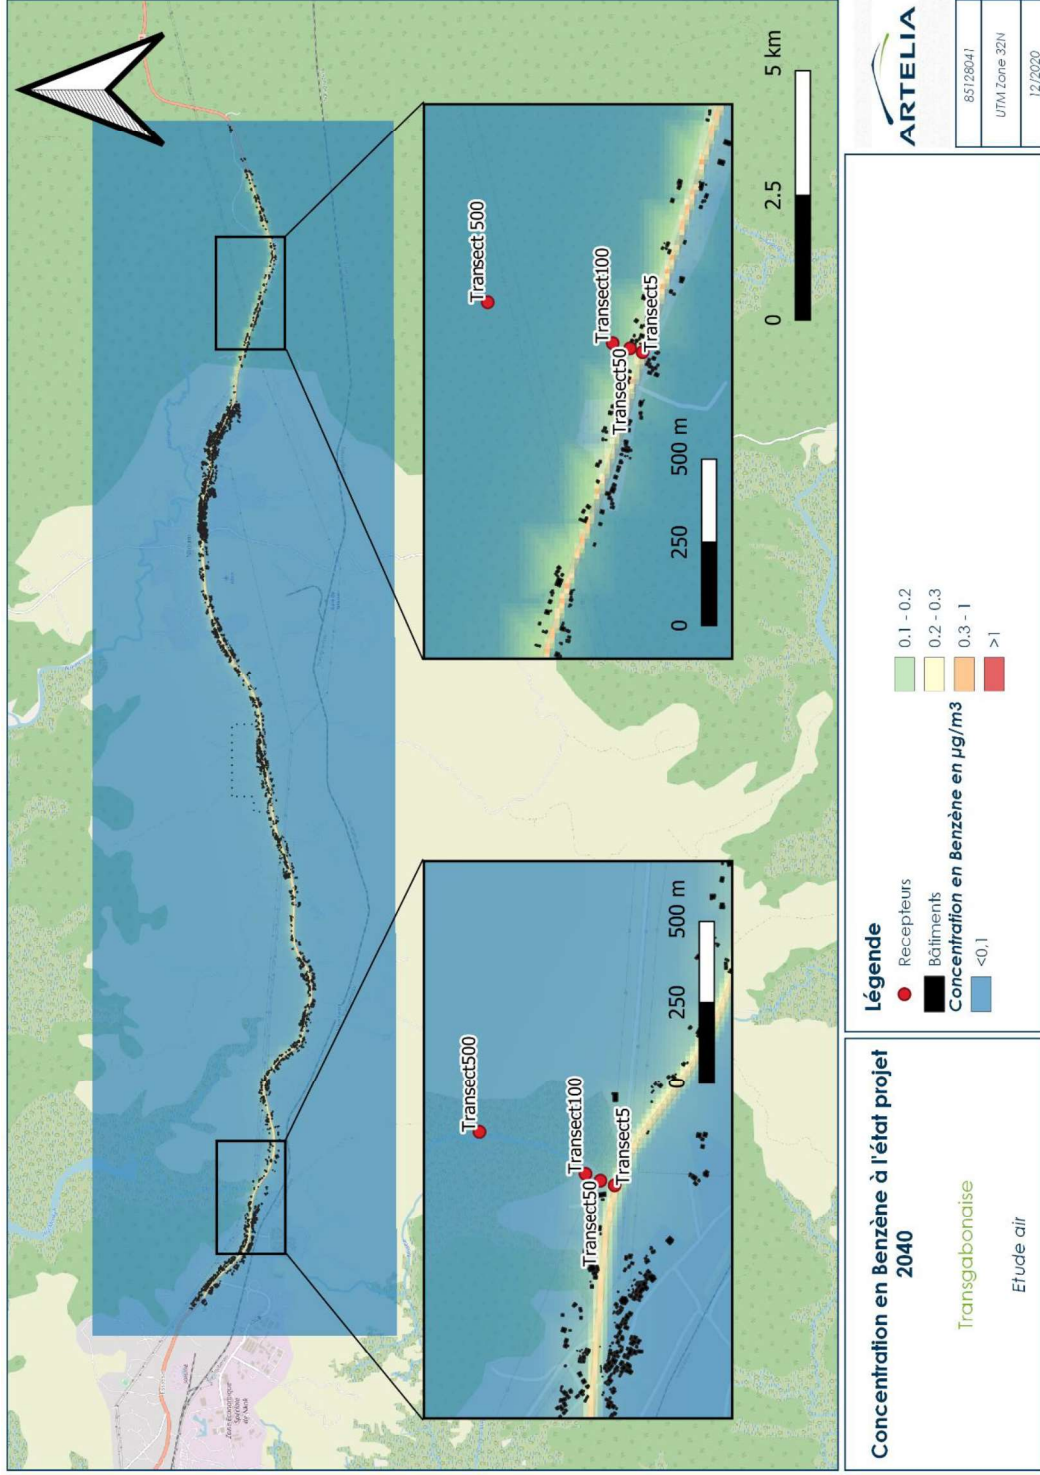 Transect500
Transect100
Transect50
Transect5
0
250
500 m
Transect 500
Transect100
Transect50
Transect5
0
250
500 m
0
2.5
5 km
Concentration en Benzène à l'état projet
2040
Transgabonaise
Etude air
Légende
Recepteurs
Bâtiments
Concentration en Benzène en µg/m3
<0,1
0.1 - 0.2
0.2 - 0.3
0.3 - 1
>1
ARTELIA
85128041
UTM Zone 32N
12/2020